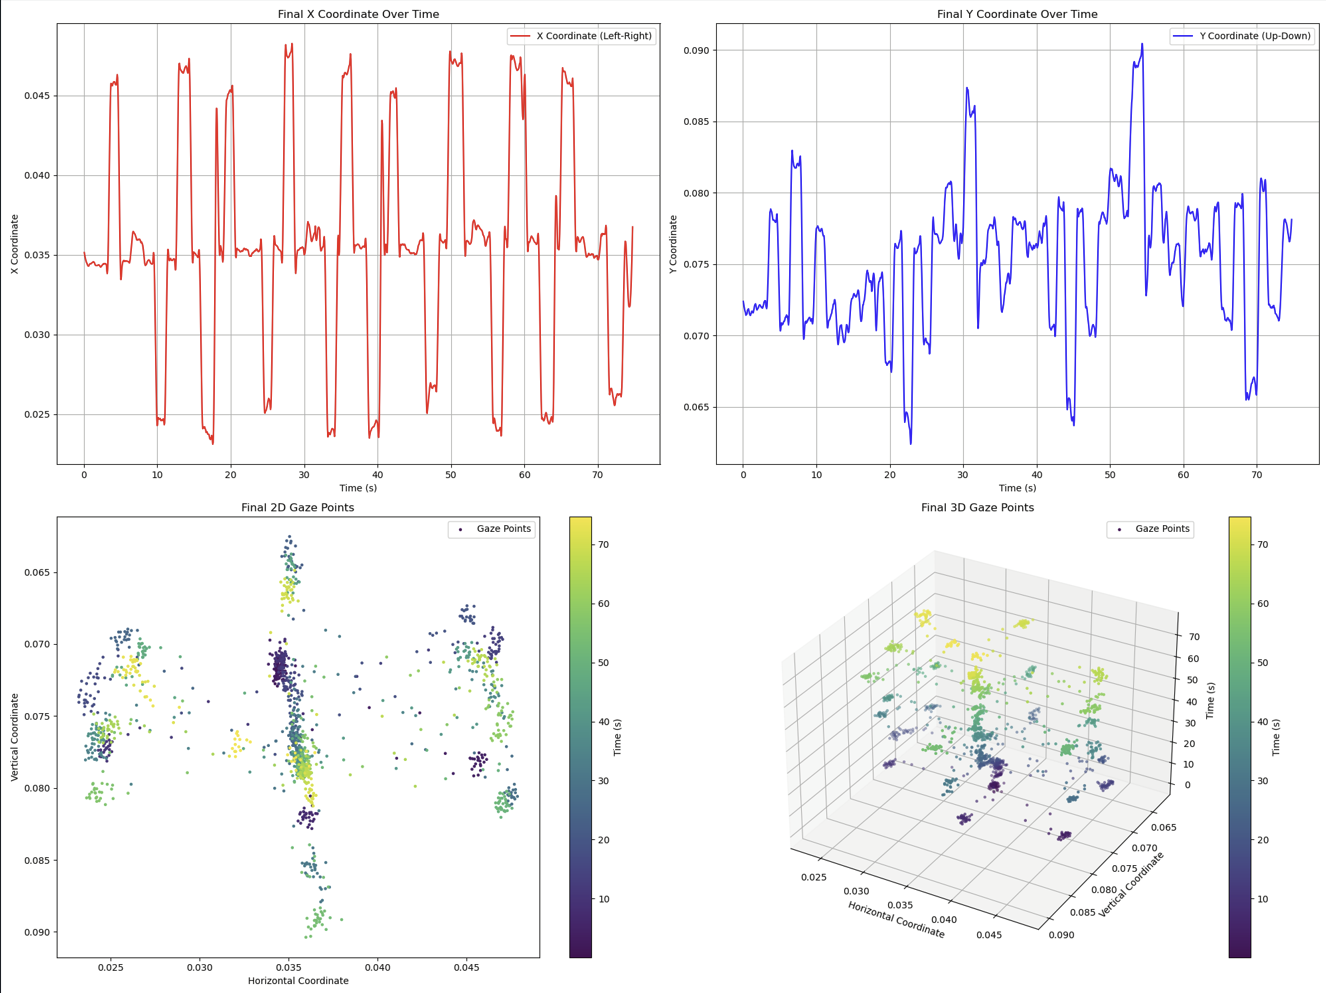 Final X Coordinate Over Time
X Coordinate (Left-Right)
0.045
0.040
0.035
0.030
0.025
X Coordinate
0 10 20 30 40 50 60 70
Time (s)
Final Y Coordinate Over Time
Y Coordinate (Up-Down)
0.090
0.085
0.080
0.075
0.070
0.065
Y Coordinate
0 10 20 30 40 50 60 70
Time (s)
Final 2D Gaze Points
Gaze Points
0.065
0.070
0.075
0.080
0.085
0.090
Vertical Coordinate
0.025 0.030 0.035 0.040 0.045
Horizontal Coordinate
70
60
50
40
30
20
10
Time (s)
Final 3D Gaze Points
Gaze Points
70
60
50
40
30
20
10
0
Time (s)
0.065
0.070
0.075
0.080
0.085
0.090
Vertical Coordinate
0.025
0.030
0.035
0.040
0.045
Horizontal Coordinate
70
60
50
40
30
20
10
Time (s)